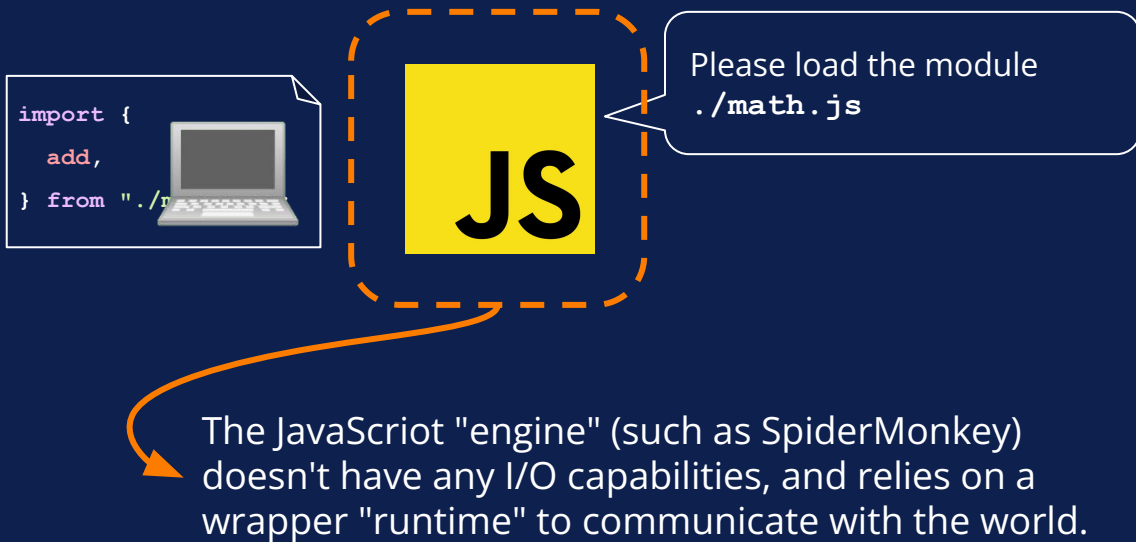 import {
add,
} from "./
JS
Please load the module
./math.js
The JavaScriot "engine" (such as SpiderMonkey)
doesn't have any I/O capabilities, and relies on a
wrapper "runtime" to communicate with the world.